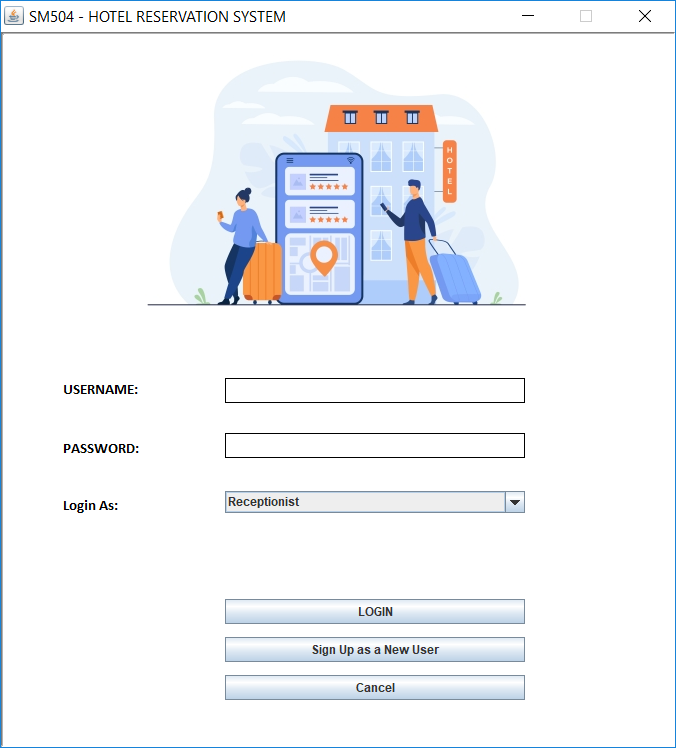 SM504 - HOTEL RESERVATION SYSTEM
HOTEL
USERNAME:
PASSWORD:
Login As:
Receptionist
LOGIN
Sign Up as a New User
Cancel